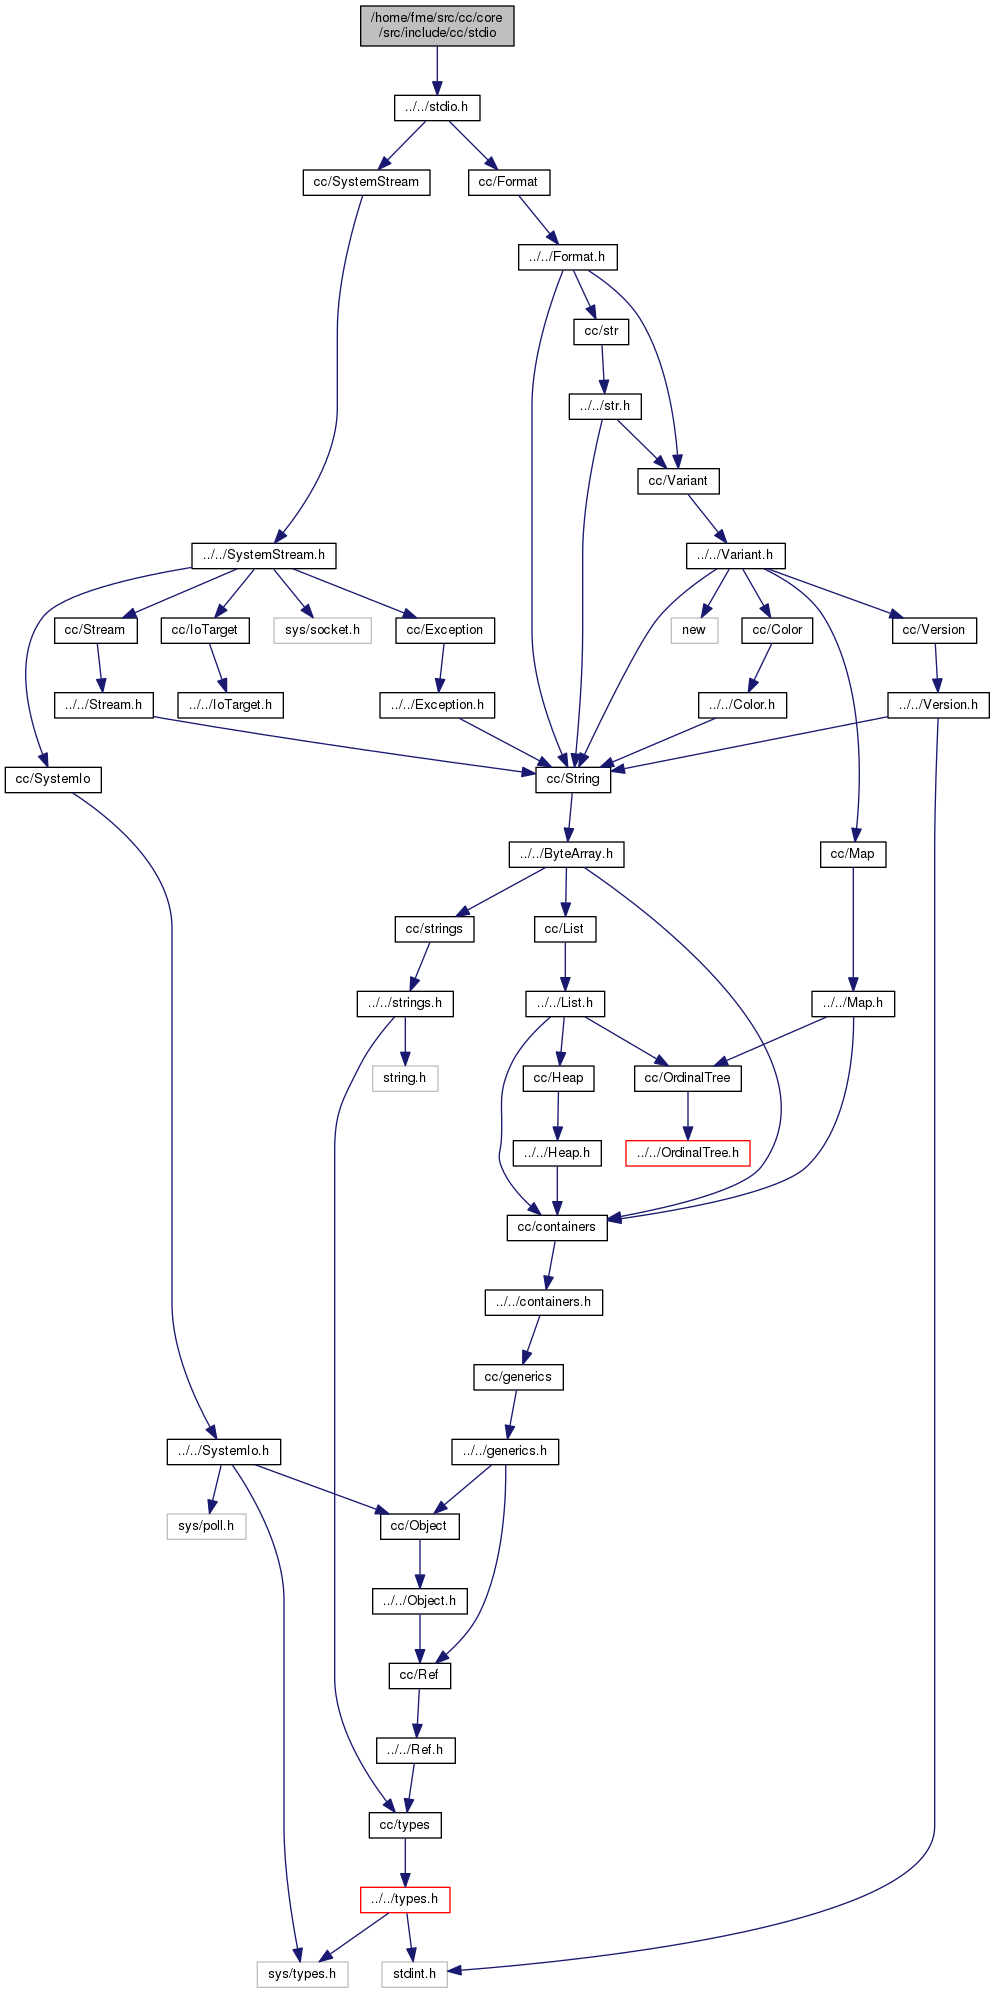 /home/fme/src/cc/core
/src/include/cc/stdio
../../stdio.h
cc/SystemStream
cc/Format
../../Format.h
cc/str
../../str.h
cc/Variant
../../SystemStream.h
../../Variant.h
cc/Stream
cc/IoTarget
sys/socket.h
cc/Exception
new
cc/Color
cc/Version
../../Stream.h
../../IoTarget.h
../../Exception.h
../../Color.h
../../Version.h
cc/SystemIo
cc/String
../../ByteArray.h
cc/Map
cc/strings
cc/List
../../strings.h
../../List.h
../../Map.h
string.h
cc/Heap
cc/OrdinalTree
../../Heap.h
../../OrdinalTree.h
cc/containers
../../containers.h
cc/generics
../../SystemIo.h
../../generics.h
sys/poll.h
cc/Object
../../Object.h
cc/Ref
../../Ref.h
cc/types
../../types.h
sys/types.h
stdint.h